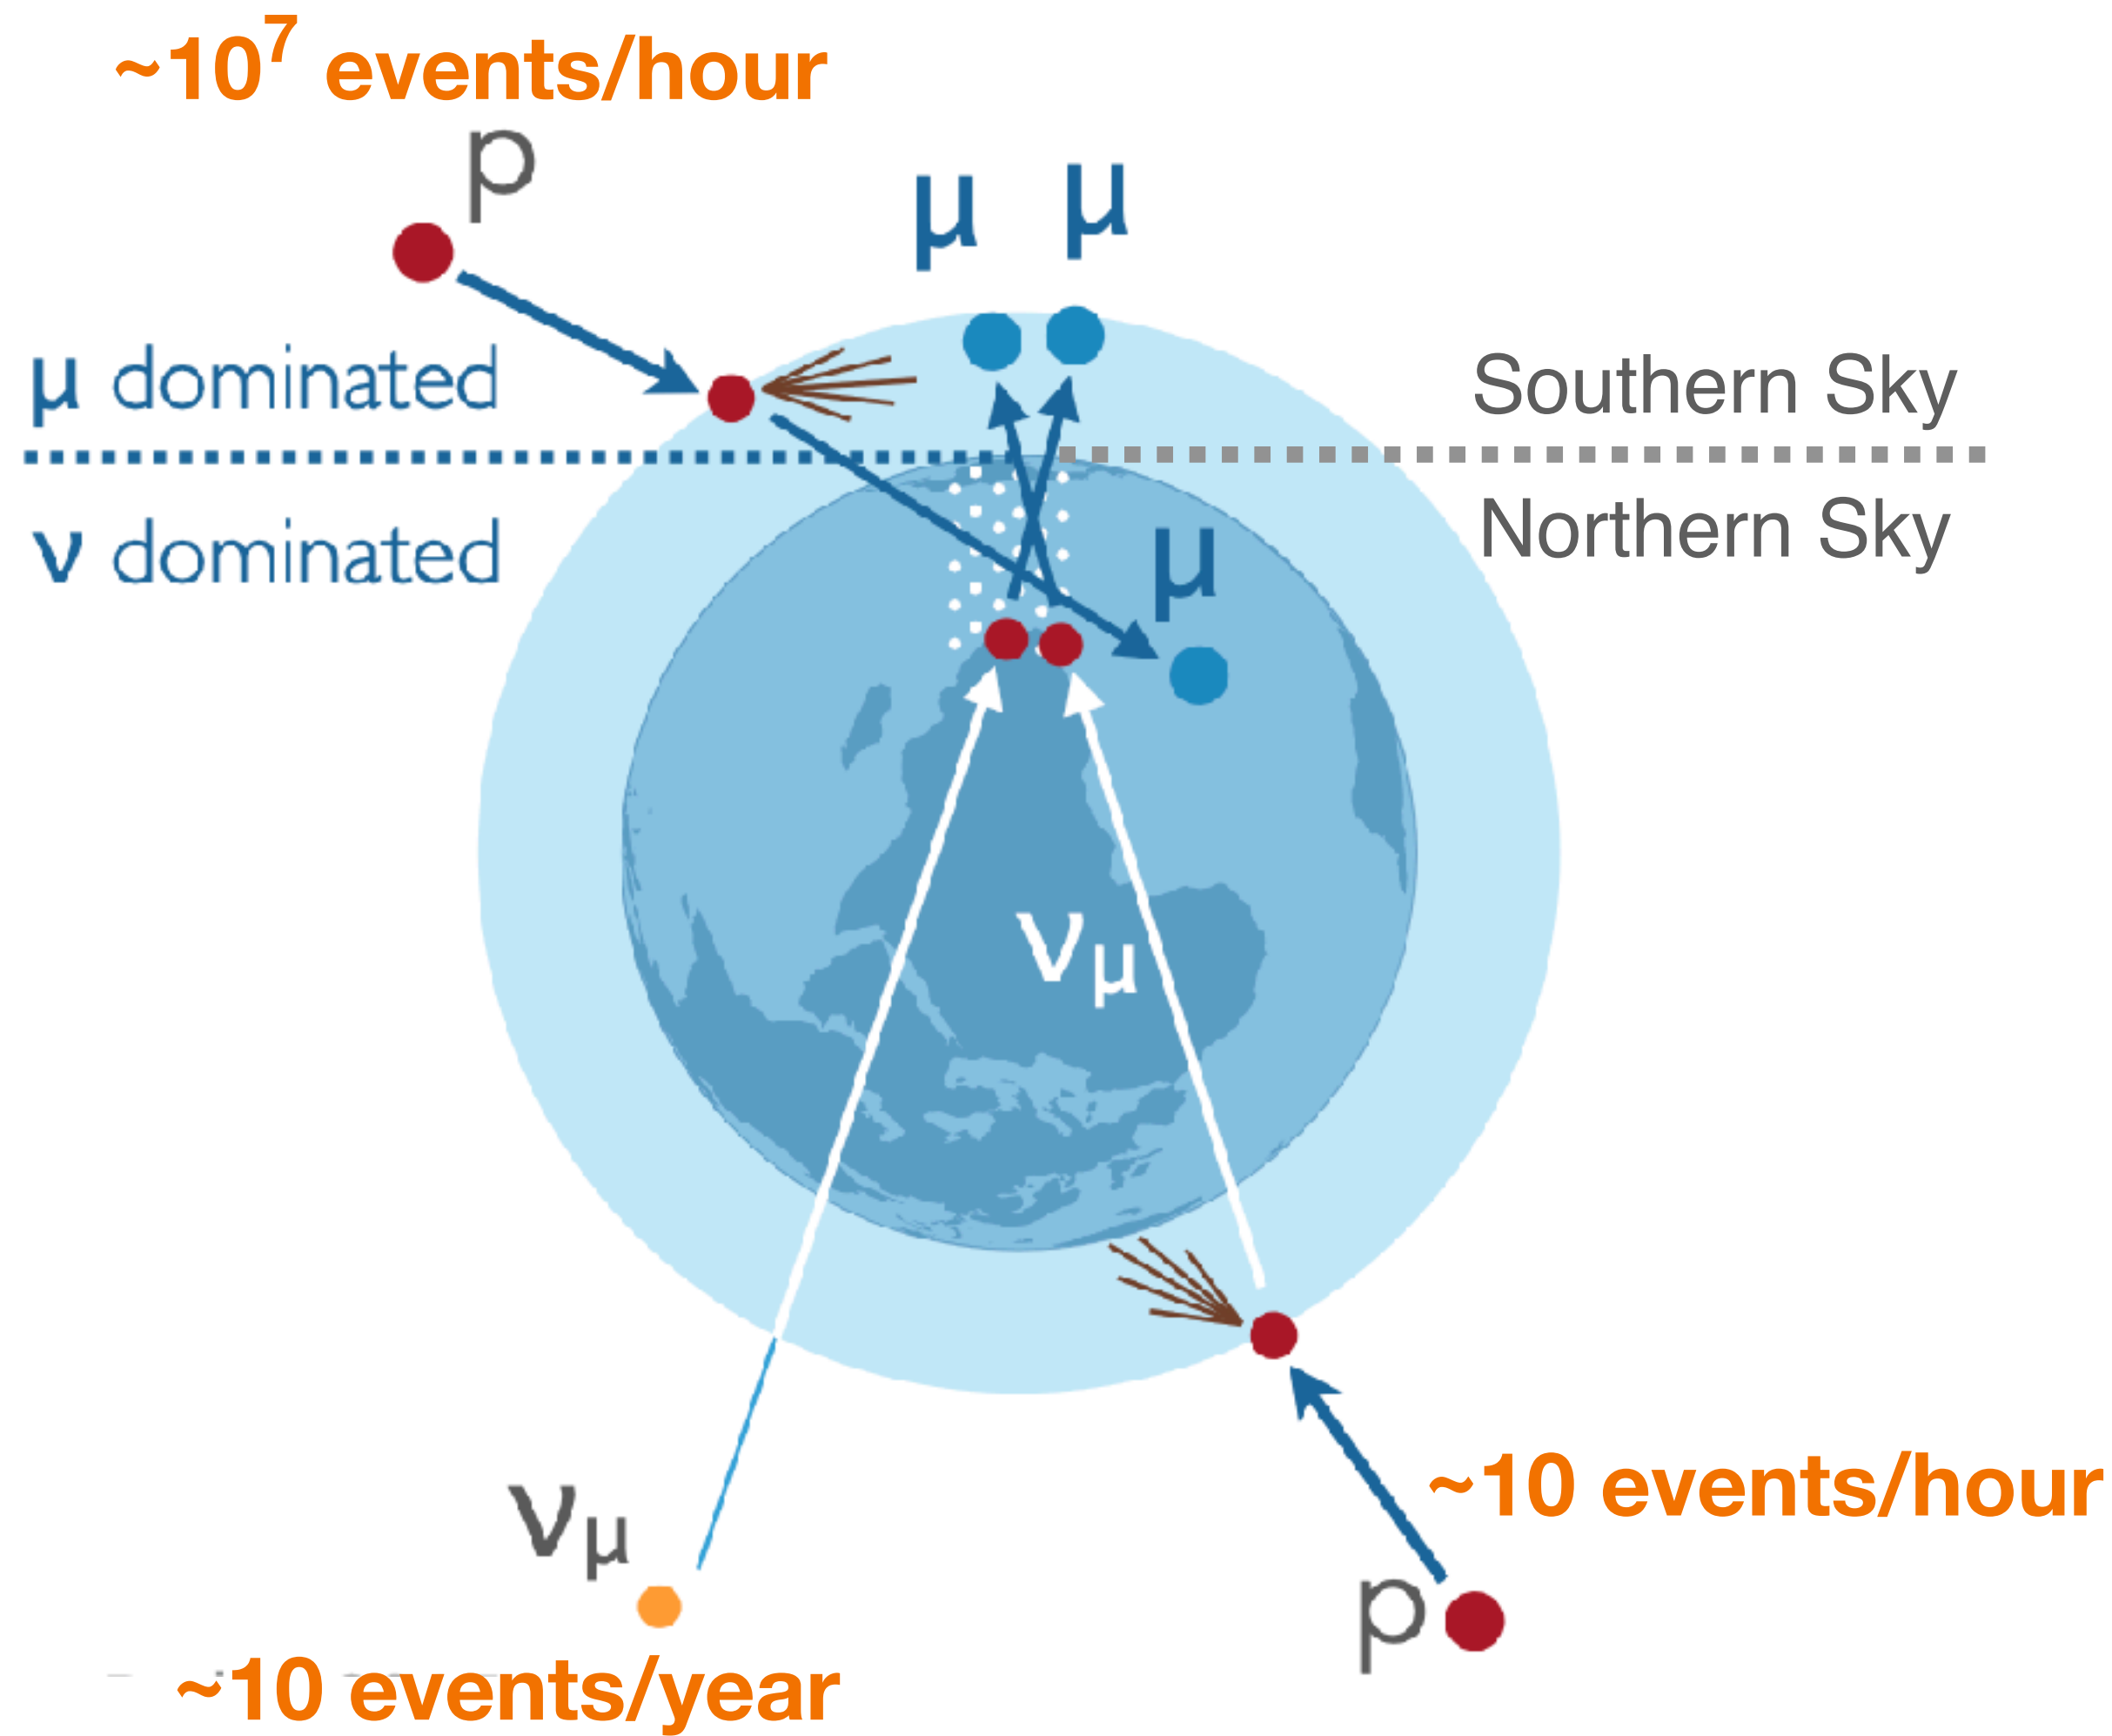 ~10⁷ events/hour
p
μ μ
μ dominated
Southern Sky
ν dominated
Northern Sky
μ
νμ
νμ
~10 events/hour
p
~10 events/year